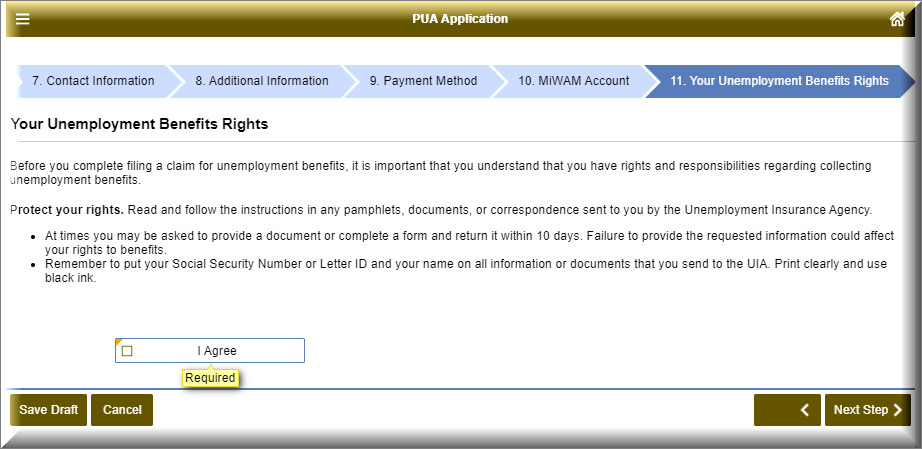 PUA Application
7. Contact Information
8. Additional Information
9. Payment Method
10. MiWAM Account
11. Your Unemployment Benefits Rights
Your Unemployment Benefits Rights
Before you complete filing a claim for unemployment benefits, it is important that you understand that you have rights and responsibilities regarding collecting
unemployment benefits.
Protect your rights. Read and follow the instructions in any pamphlets, documents, or correspondence sent to you by the Unemployment Insurance Agency.
• At times you may be asked to provide a document or complete a form and return it within 10 days. Failure to provide the requested information could affect
your rights to benefits.
• Remember to put your Social Security Number or Letter ID and your name on all information or documents that you send to the UIA. Print clearly and use
black ink.
I Agree
Required
Save Draft
Cancel
Next Step